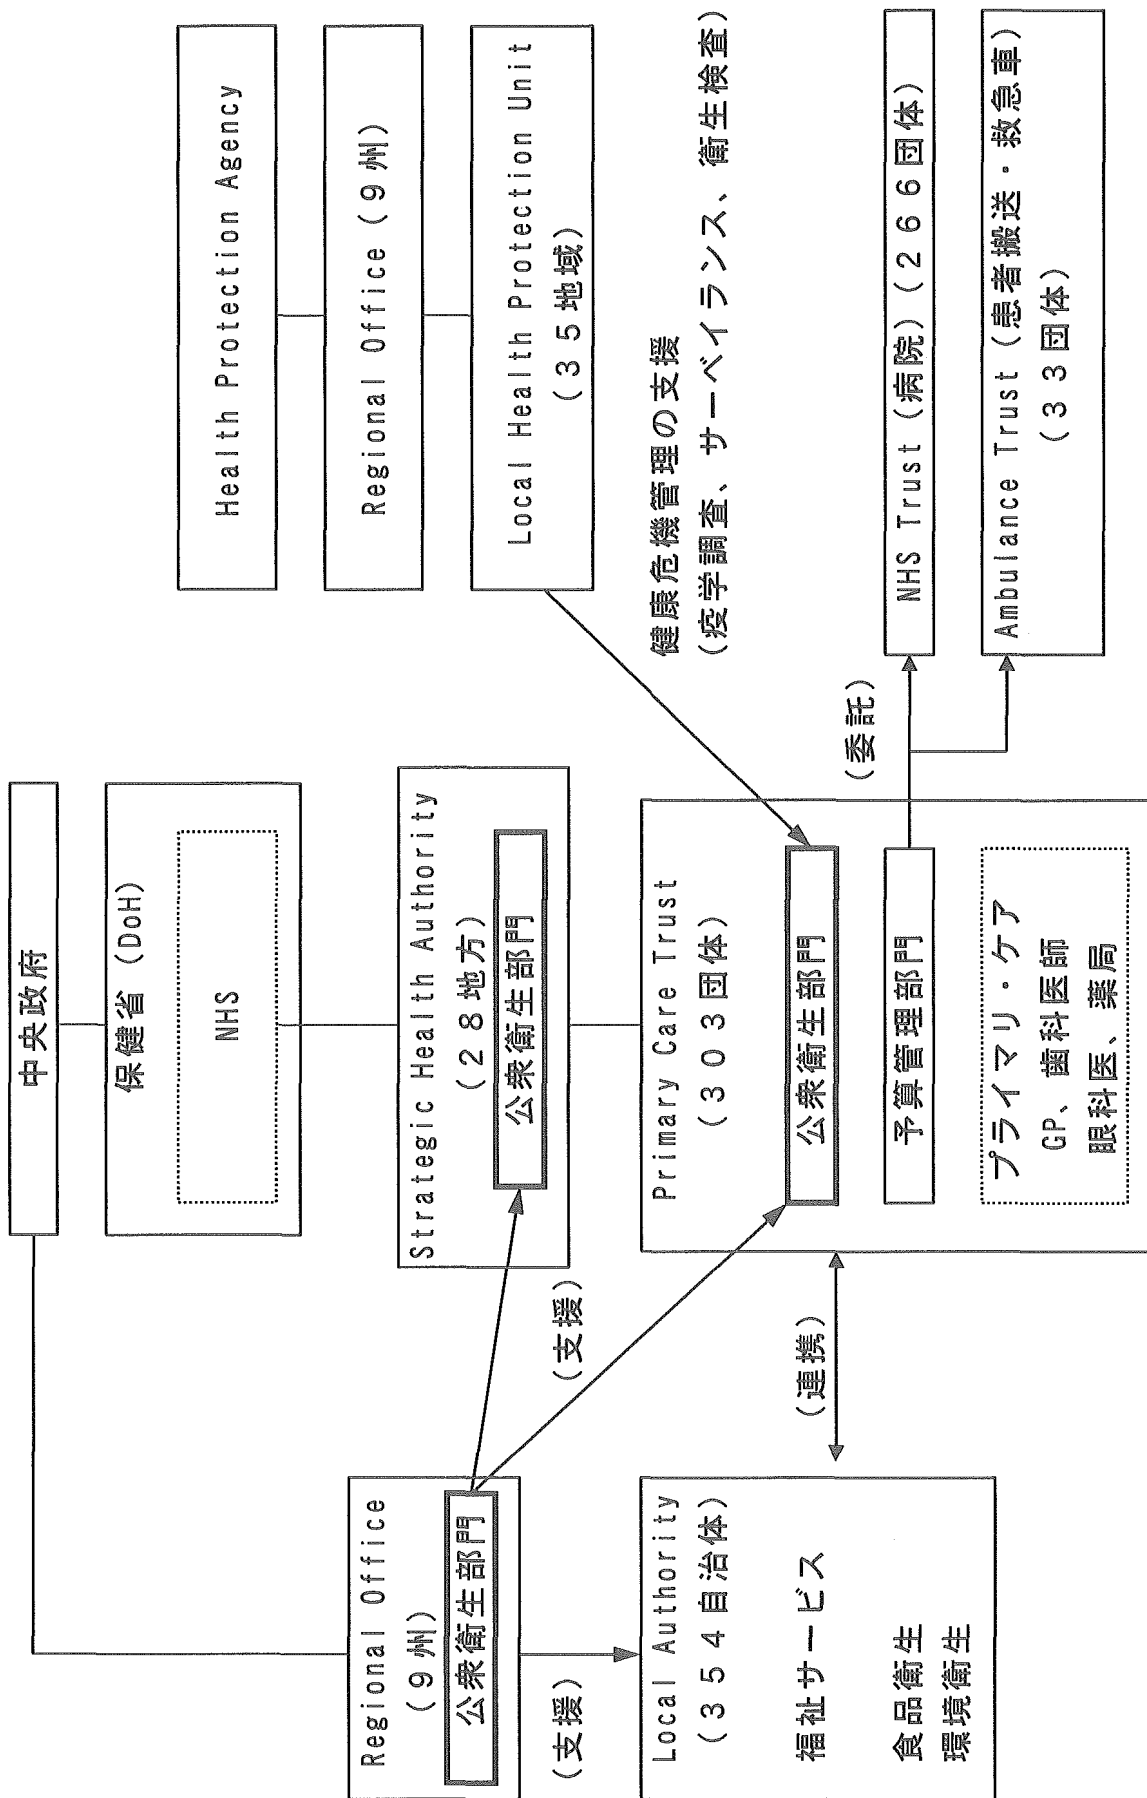 中央政府
保健省 (DoH)
NHS
Strategic Health Authority
(28地方)
公衆衛生部門
Primary Care Trust
(303団体)
公衆衛生部門
予算管理部門
プライマリ・ケア
GP、歯科医師
眼科医、薬局
Regional Office
(9州)
公衆衛生部門
(支援)
(支援)
Local Authority
(354自治体)
福祉サービス
食品衛生
環境衛生
(連携)
Health Protection Agency
Regional Office (9州)
Local Health Protection Unit
(35地域)
健康危機管理の支援
(疫学調査、サーベイランス、衛生検査)
(委託)
NHS Trust (病院) (266団体)
Ambulance Trust (患者搬送・救急車)
(33団体)